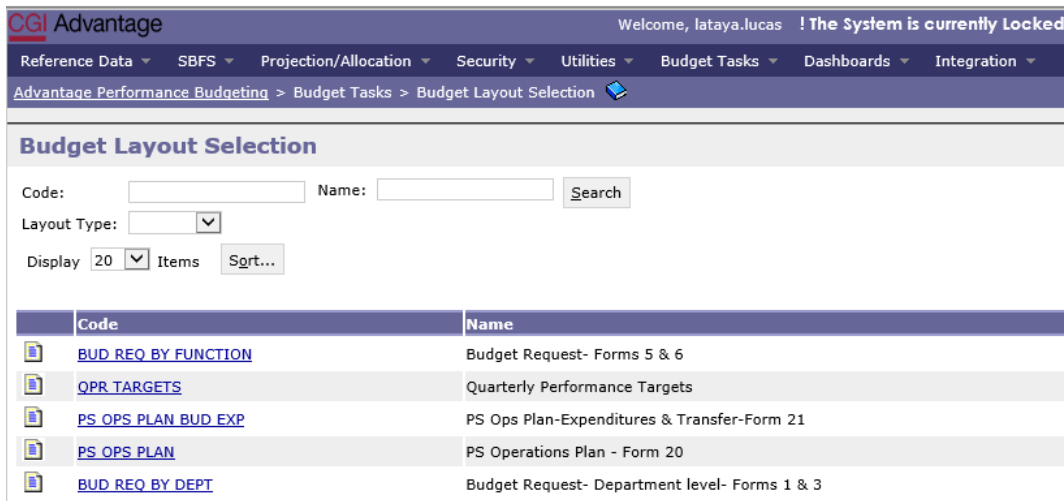 CGI Advantage Welcome, lataya.lucas ! The System is currently Locked
Reference Data SBFS Projection/Allocation Security Utilities Budget Tasks Dashboards Integration
Advantage Performance Budgeting > Budget Tasks > Budget Layout Selection
Budget Layout Selection
Code: Name: Search
Layout Type:
Display 20 Items Sort...
Code Name
BUD REQ BY FUNCTION Budget Request- Forms 5 & 6
QPR TARGETS Quarterly Performance Targets
PS OPS PLAN BUD EXP PS Ops Plan-Expenditures & Transfer-Form 21
PS OPS PLAN PS Operations Plan - Form 20
BUD REQ BY DEPT Budget Request- Department level- Forms 1 & 3